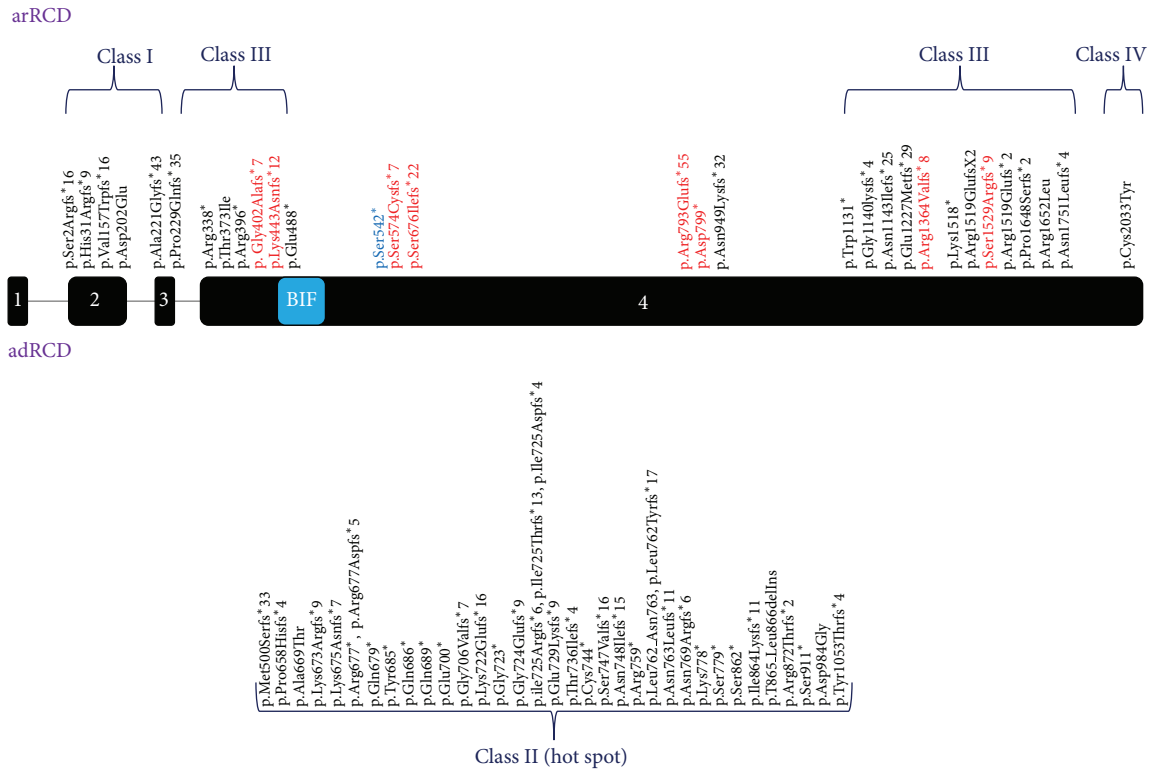 arRCD
Class I
Class III
Class III
Class IV
p.Ser2Argfs*16
p.His31Argfs*9
p.Val157Trpfs*16
p.Asp202Glu
p.Ala221Glyfs*43
p.Pro229Glnfs*35
p.Arg338*
p.Thr373Ile
p.Arg396*
p.Gly402Alafs*7
p.Lys443Asnfs*12
p.Glu488*
p.Ser542*
p.Ser574Cysfs*7
p.Ser676Ilefs*22
p.Arg793Glufs*55
p.Asp799*
p.Asn949Lysfs*32
p.Trp1131*
p.Gly1140lysfs*4
p.Asn1143Ilefs*25
p.Glu1227Metfs*29
p.Arg1364Valfs*8
p.Lys1518*
p.Arg1519GlufsX2
p.Ser1529Argfs*9
p.Arg1519Glufs*2
p.Pro1648Serfs*2
p.Arg1652Leu
p.Asn1751Leufs*4
p.Cys2033Tyr
1 2 3 BIF 4
adRCD
p.Met500Serfs*33
p.Pro658Hisfs*4
p.Ala669Thr
p.Lys673Argfs*9
p.Lys675Asnfs*7
p.Arg677*, p.Arg677Aspfs*5
p.Gln679*
p.Tyr685*
p.Gln686*
p.Gln689*
p.Glu700*
p.Gly706Valfs*7
p.Lys722Glufs*16
p.Gly723*
p.Gly724Glufs*9
p.ile725Argfs*6, p.Ile725Thrfs*13, p.Ile725Aspfs*4
p.Glu729Lysfs*9
p.Thr736Ilefs*4
p.Cys744*
p.Ser747Valfs*16
p.Asn748Ilefs*15
p.Arg759*
p.Leu762_Asn763, p.Leu762Tyrfs*17
p.Asn763Leufs*11
p.Asn769Argfs*6
p.Lys778*
p.Ser779*
p.Ser862*
p.Ile864Lysfs*11
p.T865_Leu866delIns
p.Arg872Thrfs*2
p.Ser911*
p.Asp984Gly
p.Tyr1053Thrfs*4
Class II (hot spot)